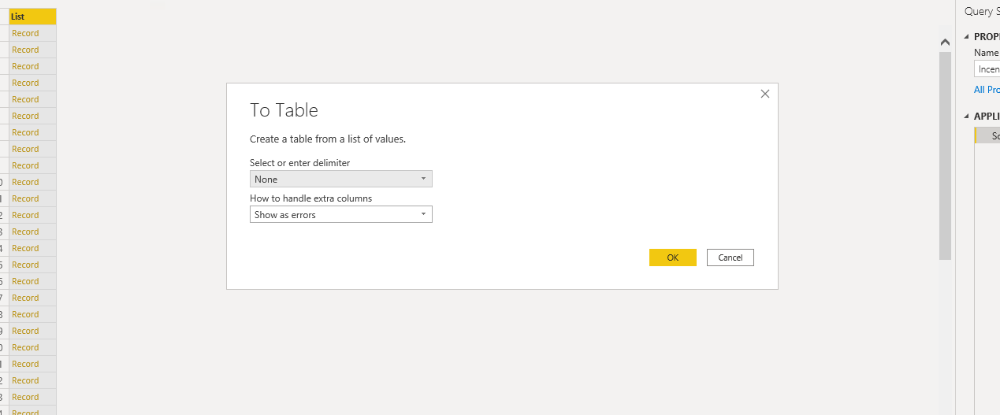 List
Query S
Record
Record
Record
Record
Record
Record
Record
Record
Record
0 Record
1 Record
2 Record
3 Record
4 Record
5 Record
6 Record
7 Record
8 Record
9 Record
0 Record
1 Record
2 Record
3 Record
4 Record
To Table
Create a table from a list of values.
Select or enter delimiter
None
How to handle extra columns
Show as errors
OK
Cancel
PROPI
Name
Incen
All Pro
APPLI
So